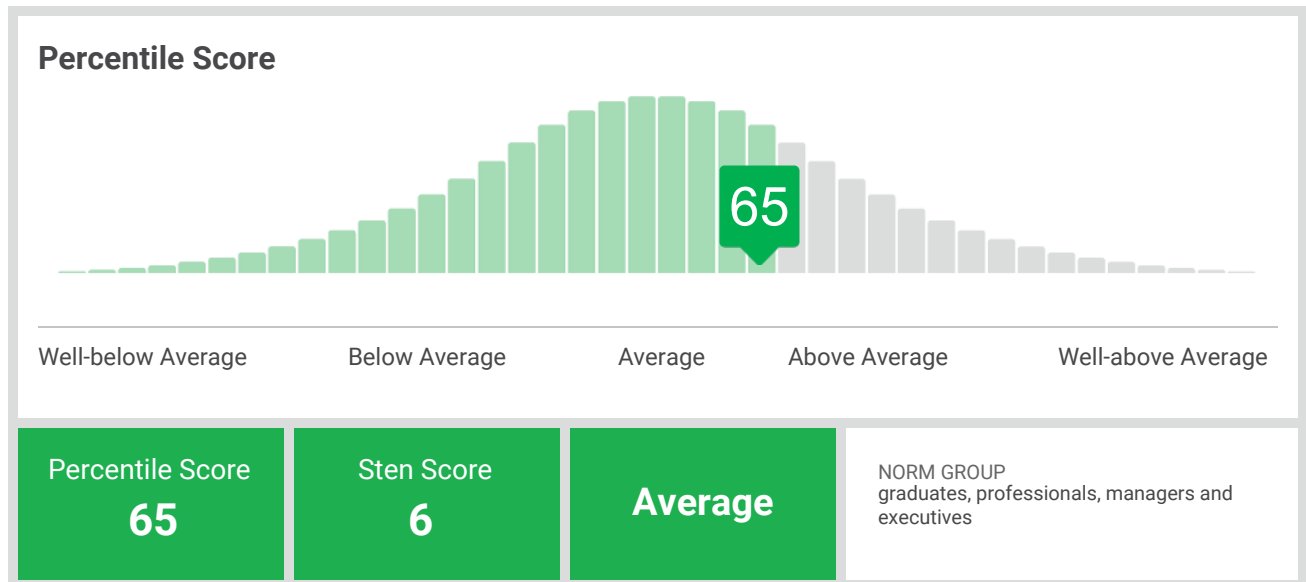 Percentile Score
65
Well-below Average
Below Average
Average
Above Average
Well-above Average
Percentile Score
65
Sten Score
6
Average
NORM GROUP
graduates, professionals, managers and
executives